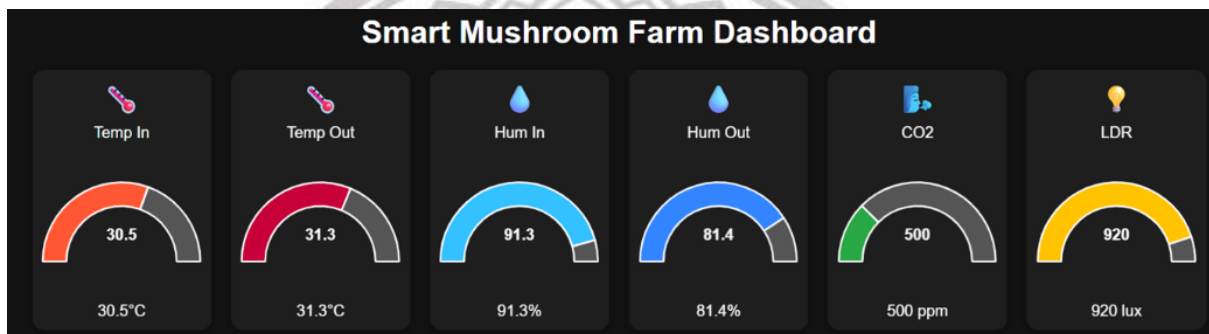 Smart Mushroom Farm Dashboard
Temp In
Temp Out
Hum In
Hum Out
CO2
LDR
30.5
31.3
91.3
81.4
500
920
30.5°C
31.3°C
91.3%
81.4%
500 ppm
920 lux